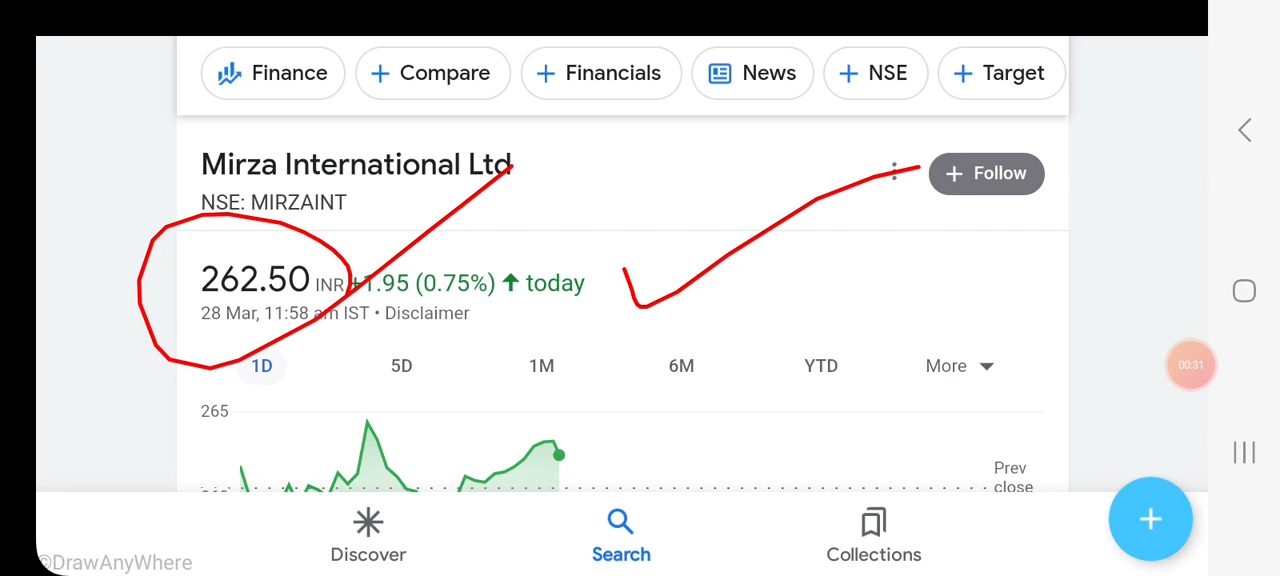 Finance
Compare
Financials
News
NSE
Target
Mirza International Ltd
Follow
NSE: MIRZAINT
262.50 INR +1.95 (0.75%) today
28 Mar, 11:58 am IST • Disclaimer
1D
5D
1M
6M
YTD
More
265
Prev
close
00:31
Discover
Search
Collections
©DrawAnyWhere